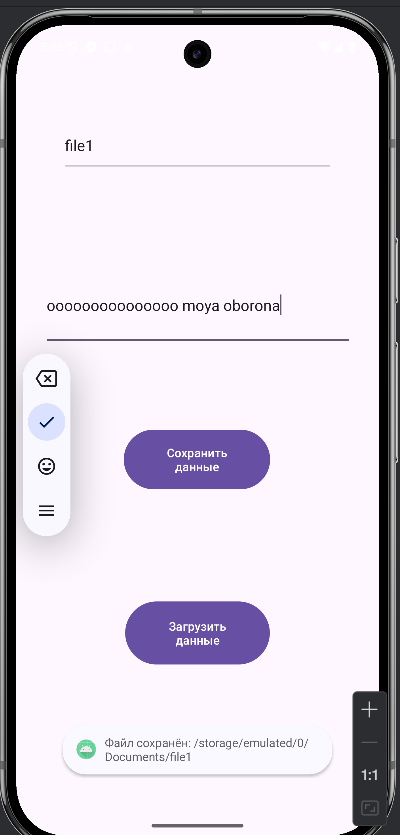 file1
ooooooooooooooo moya oborona
Сохранить
данные
Загрузить
данные
Файл сохранён: /storage/emulated/0/
Documents/file1
1:1